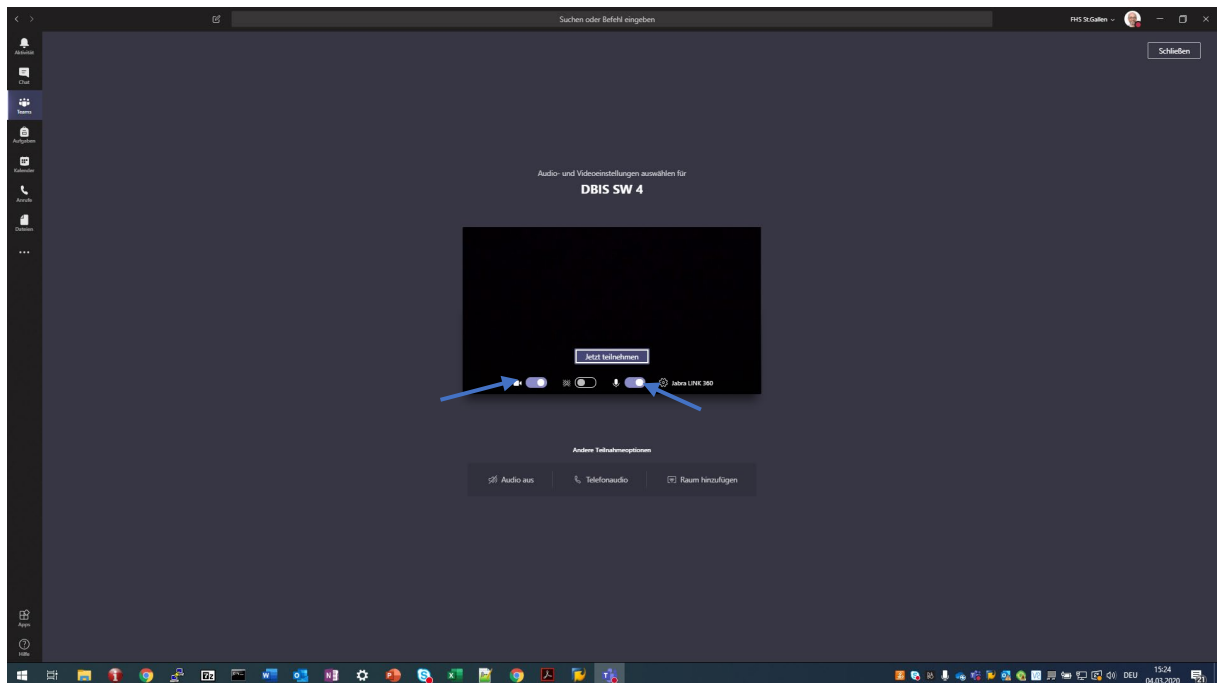 Suchen oder Befehl eingeben
FHS St.Gallen
Schließen
Aktivität
Chat
Teams
Aufgaben
Kalender
Anrufe
Dateien
Audio- und Videoeinstellungen auswählen für
DBIS SW 4
Jetzt teilnehmen
Jabra LINK 360
Andere Teilnahmeoptionen
Audio aus
Telefonaudio
Raum hinzufügen
Apps
Hilfe
DEU
15:24
04.03.2020